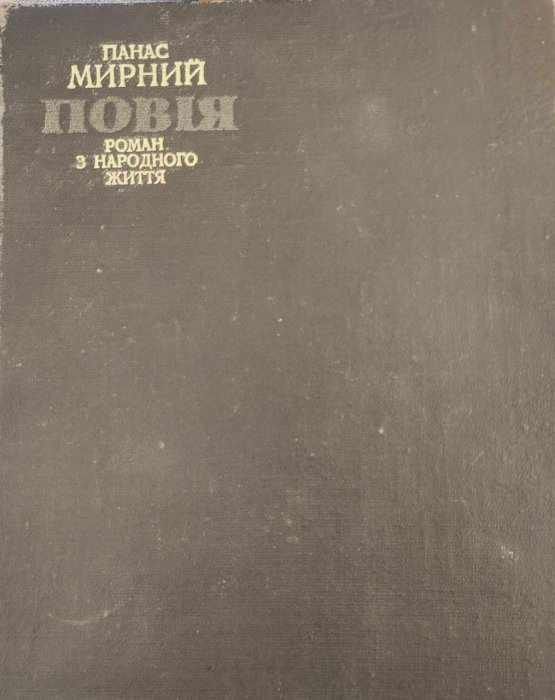 ПАНАС
МИРНИЙ
ПОВІЯ
РОМАН
З НАРОДНОГО
ЖИТТЯ